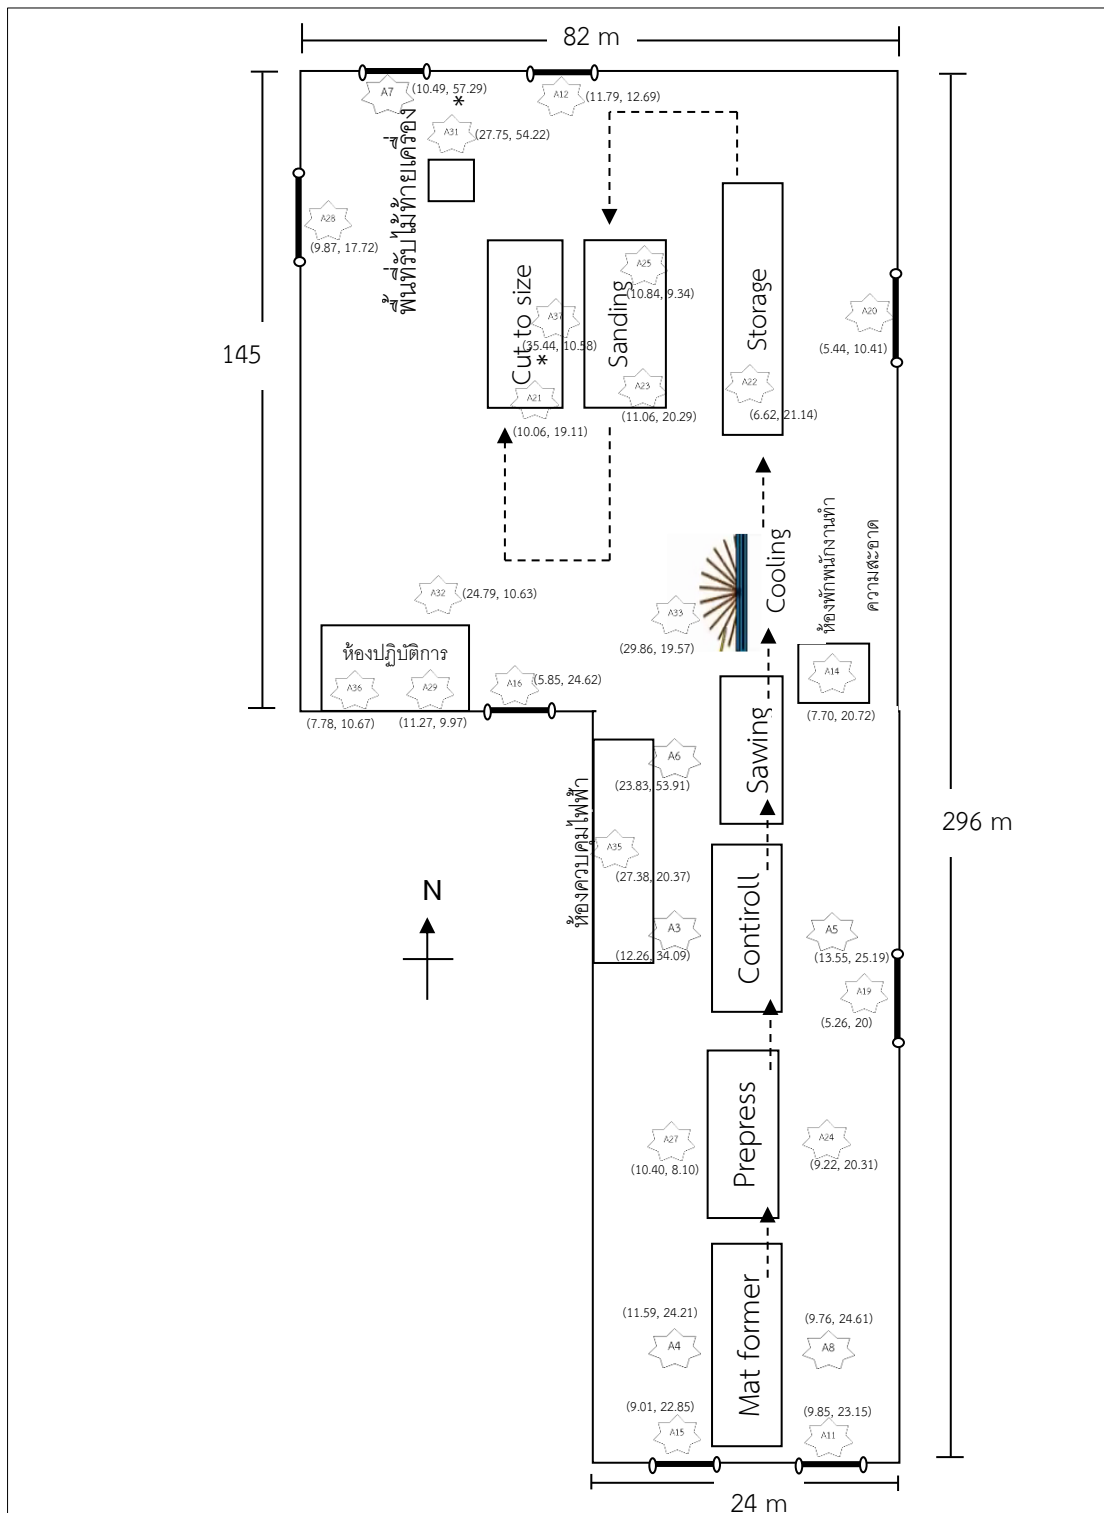 82 m
A7
(10.49, 57.29)
*
A12
(11.79, 12.69)
A31
(27.75, 54.22)
พื้นที่รับไม้ท้ายเครื่อง
A28
(9.87, 17.72)
145
Cut to size
A37
(35.44, 10.58)
*
A21
(10.06, 19.11)
Sanding
A25
(10.84, 9.34)
A23
(11.06, 20.29)
Storage
A22
(6.62, 21.14)
A20
(5.44, 10.41)
Cooling
ห้องพักพนักงานทำ
ความสะอาด
A32
(24.79, 10.63)
A33
(29.86, 19.57)
ห้องปฏิบัติการ
A36
(7.78, 10.67)
A29
(11.27, 9.97)
A16
(5.85, 24.62)
A14
(7.70, 20.72)
Sawing
A6
(23.83, 53.91)
ห้องควบคุมไฟฟ้า
A35
(27.38, 20.37)
296 m
N
A3
(12.26, 34.09)
Contiroll
A5
(13.55, 25.19)
A19
(5.26, 20)
Prepress
A27
(10.40, 8.10)
A24
(9.22, 20.31)
Mat former
(11.59, 24.21)
A4
(9.76, 24.61)
A8
(9.01, 22.85)
A15
(9.85, 23.15)
A11
24 m